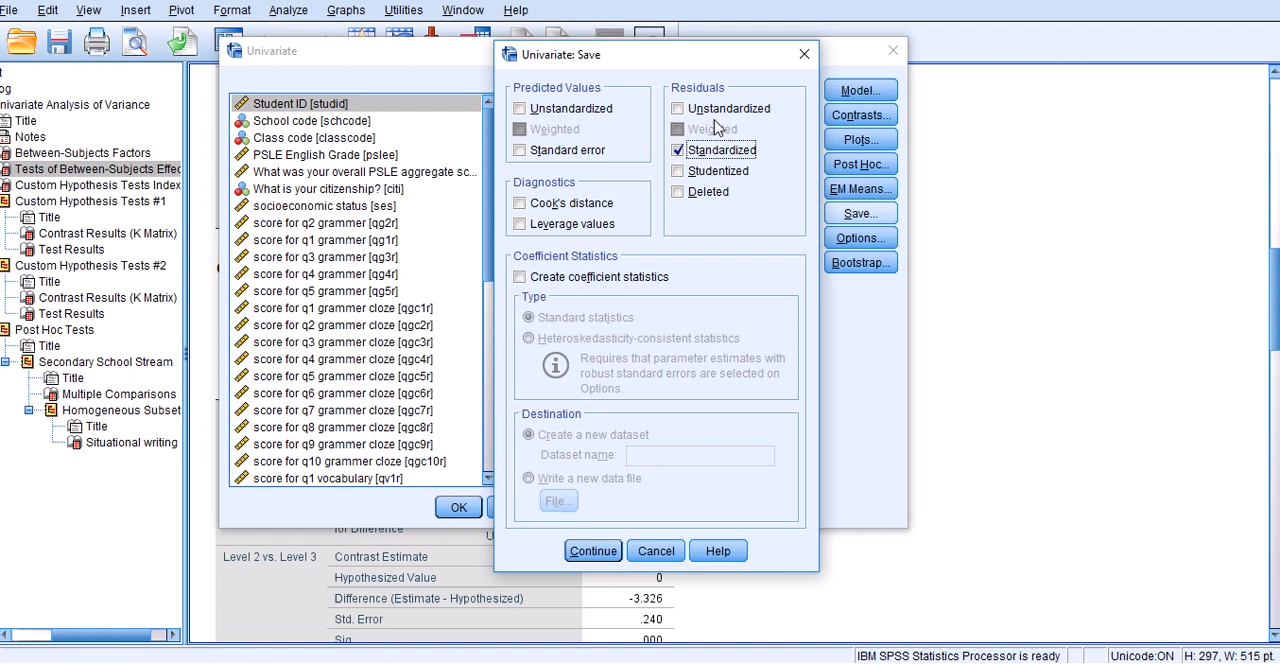 File Edit View Insert Pivot Format Analyze Graphs Utilities Window Help
nivariate Analysis of Variance
Title
Notes
Between-Subjects Factors
Tests of Between-Subjects Effec
Custom Hypothesis Tests Index
Custom Hypothesis Tests #1
Title
Contrast Results (K Matrix)
Test Results
Custom Hypothesis Tests #2
Title
Contrast Results (K Matrix)
Test Results
Post Hoc Tests
Title
Secondary School Stream
Title
Multiple Comparisons
Homogeneous Subset
Title
Situational writing
Univariate
Student ID [studid]
School code [schcode]
Class code [classcode]
PSLE English Grade [pslee]
What was your overall PSLE aggregate sc...
What is your citizenship? [citi]
socioeconomic status [ses]
score for q2 grammar [qg2r]
score for q1 grammar [qg1r]
score for q3 grammar [qg3r]
score for q4 grammar [qg4r]
score for q5 grammar [qg5r]
score for q1 grammer cloze [qgc1r]
score for q2 grammer cloze [qgc2r]
score for q3 grammer cloze [qgc3r]
score for q4 grammer cloze [qgc4r]
score for q5 grammer cloze [qgc5r]
score for q6 grammer cloze [qgc6r]
score for q7 grammer cloze [qgc7r]
score for q8 grammer cloze [qgc8r]
score for q9 grammer cloze [qgc9r]
score for q10 grammer cloze [qgc10r]
score for q1 vocabulary [qv1r]
OK
Model...
Contrasts...
Plots...
Post Hoc...
EM Means...
Save...
Options...
Bootstrap...
Univariate: Save
Predicted Values
Unstandardized
Weighted
Standard error
Diagnostics
Cook's distance
Leverage values
Residuals
Unstandardized
Standardized
Studentized
Deleted
Coefficient Statistics
Create coefficient statistics
Type
Standard statistics
Heteroskedasticity-consistent statistics
Requires that parameter estimates with
robust standard errors are selected on
Options.
Destination
Create a new dataset
Dataset name:
Write a new data file
File...
Continue Cancel Help
for Difference
Level 2 vs. Level 3 Contrast Estimate
Hypothesized Value 0
Difference (Estimate - Hypothesized) -3.326
Std. Error .240
Sig. .000
IBM SPSS Statistics Processor is ready Unicode:ON H: 297, W: 515 pt.